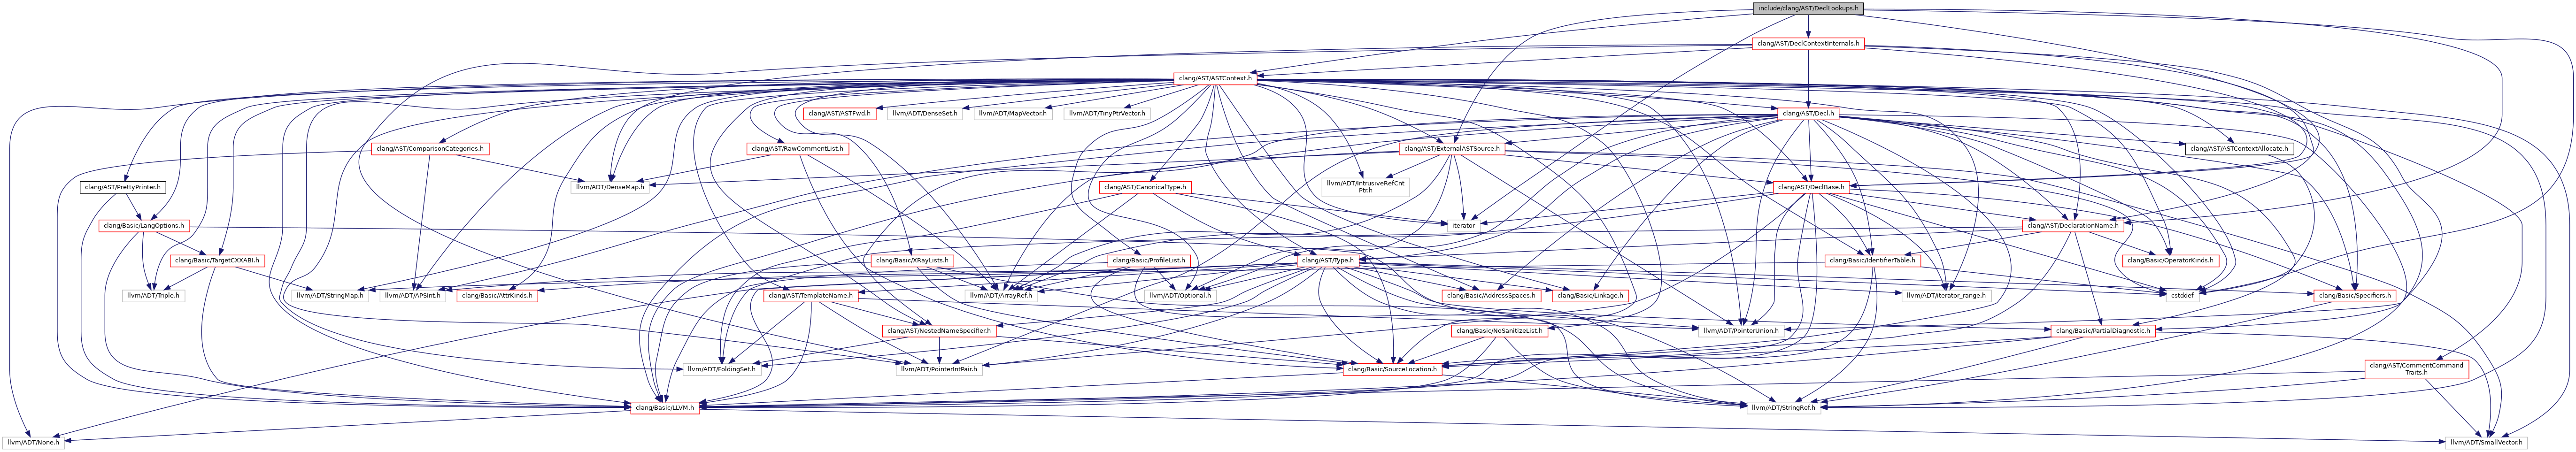 include/clang/AST/DeclLookups.h
clang/AST/DeclContextInternals.h
clang/AST/ASTContext.h
clang/AST/ASTFwd.h
llvm/ADT/DenseSet.h
llvm/ADT/MapVector.h
llvm/ADT/TinyPtrVector.h
clang/AST/Decl.h
clang/AST/ComparisonCategories.h
clang/AST/RawCommentList.h
clang/AST/ExternalASTSource.h
clang/AST/ASTContextAllocate.h
clang/AST/PrettyPrinter.h
llvm/ADT/DenseMap.h
clang/AST/CanonicalType.h
llvm/ADT/IntrusiveRefCnt
Ptr.h
clang/AST/DeclBase.h
clang/Basic/LangOptions.h
iterator
clang/AST/DeclarationName.h
clang/Basic/TargetCXXABI.h
clang/Basic/XRayLists.h
clang/Basic/ProfileList.h
clang/AST/Type.h
clang/Basic/IdentifierTable.h
clang/Basic/OperatorKinds.h
llvm/ADT/Triple.h
llvm/ADT/StringMap.h
llvm/ADT/APSInt.h
clang/Basic/AttrKinds.h
clang/AST/TemplateName.h
llvm/ADT/ArrayRef.h
llvm/ADT/Optional.h
clang/Basic/AddressSpaces.h
clang/Basic/Linkage.h
llvm/ADT/iterator_range.h
cstddef
clang/Basic/Specifiers.h
clang/AST/NestedNameSpecifier.h
llvm/ADT/PointerUnion.h
clang/Basic/NoSanitizeList.h
clang/Basic/PartialDiagnostic.h
llvm/ADT/FoldingSet.h
llvm/ADT/PointerIntPair.h
clang/Basic/SourceLocation.h
clang/AST/CommentCommand
Traits.h
clang/Basic/LLVM.h
llvm/ADT/StringRef.h
llvm/ADT/None.h
llvm/ADT/SmallVector.h